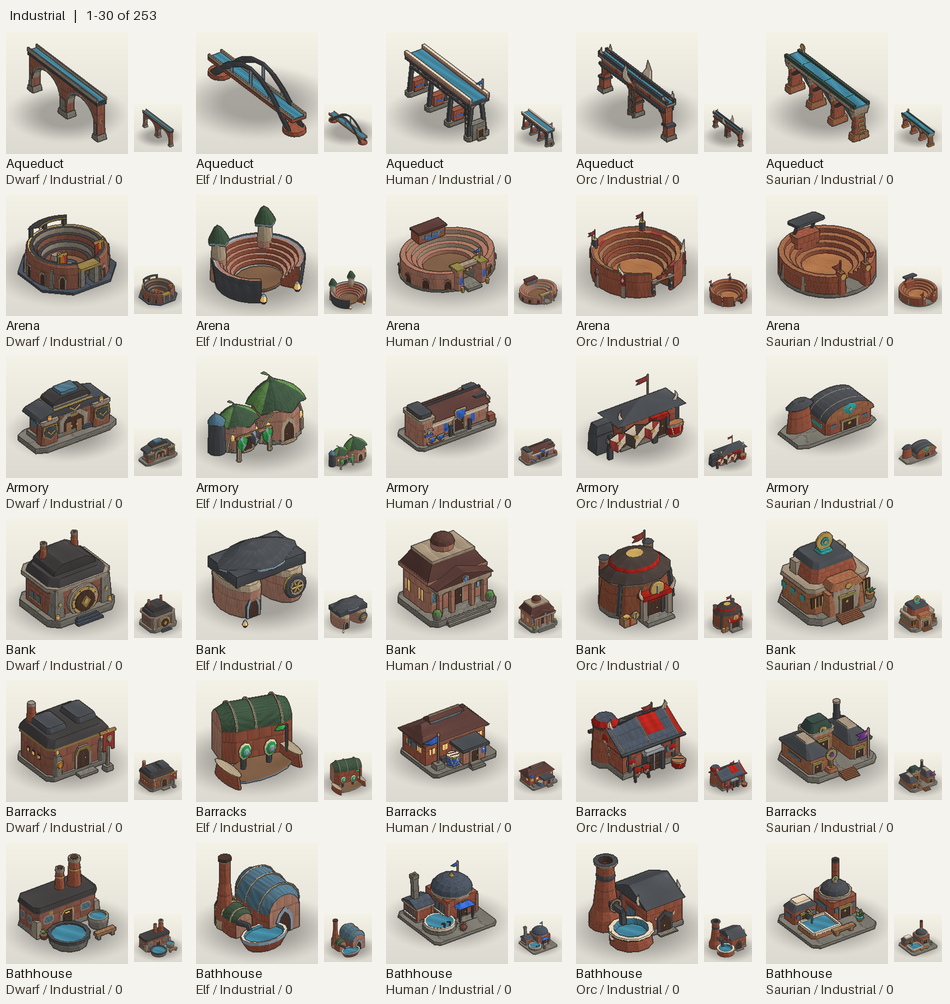 Industrial | 1-30 of 253
Aqueduct
Dwarf / Industrial / 0
Aqueduct
Elf / Industrial / 0
Aqueduct
Human / Industrial / 0
Aqueduct
Orc / Industrial / 0
Aqueduct
Saurian / Industrial / 0
Arena
Dwarf / Industrial / 0
Arena
Elf / Industrial / 0
Arena
Human / Industrial / 0
Arena
Orc / Industrial / 0
Arena
Saurian / Industrial / 0
Armory
Dwarf / Industrial / 0
Armory
Elf / Industrial / 0
Armory
Human / Industrial / 0
Armory
Orc / Industrial / 0
Armory
Saurian / Industrial / 0
Bank
Dwarf / Industrial / 0
Bank
Elf / Industrial / 0
Bank
Human / Industrial / 0
Bank
Orc / Industrial / 0
Bank
Saurian / Industrial / 0
Barracks
Dwarf / Industrial / 0
Barracks
Elf / Industrial / 0
Barracks
Human / Industrial / 0
Barracks
Orc / Industrial / 0
Barracks
Saurian / Industrial / 0
Bathhouse
Dwarf / Industrial / 0
Bathhouse
Elf / Industrial / 0
Bathhouse
Human / Industrial / 0
Bathhouse
Orc / Industrial / 0
Bathhouse
Saurian / Industrial / 0